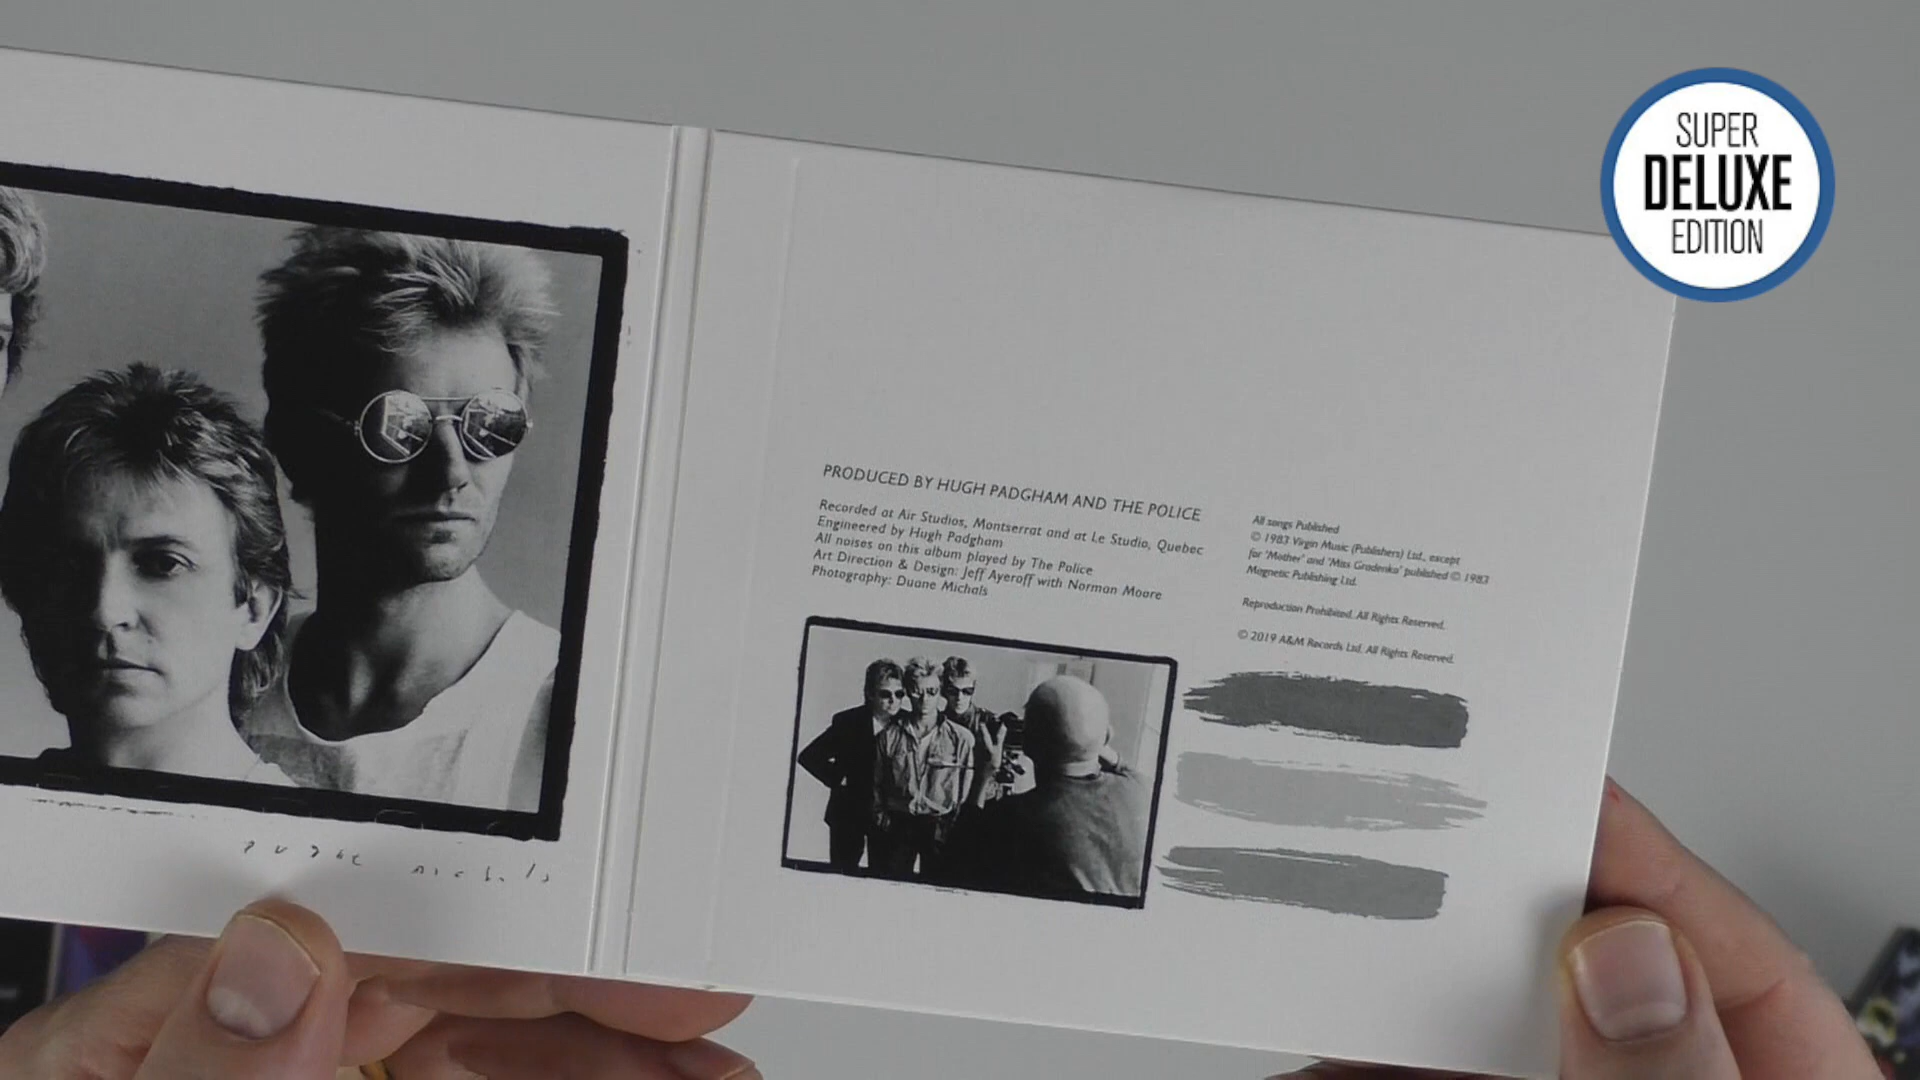 SUPER
DELUXE
EDITION
PRODUCED BY HUGH PADGHAM AND THE POLICE
Recorded at Air Studios, Montserrat and at Le Studio, Quebec
Engineered by Hugh Padgham
All noises on this album played by The Police
Art Direction & Design: Jeff Ayeroff with Norman Moore
Photography: Duane Michals
All songs Published
© 1983 Virgin Music (Publishers) Ltd., except
for 'Mother' and 'Miss Gradenko' published © 1983
Magnetic Publishing Ltd.
Reproduction Prohibited. All Rights Reserved.
© 2019 A&M Records Ltd. All Rights Reserved.